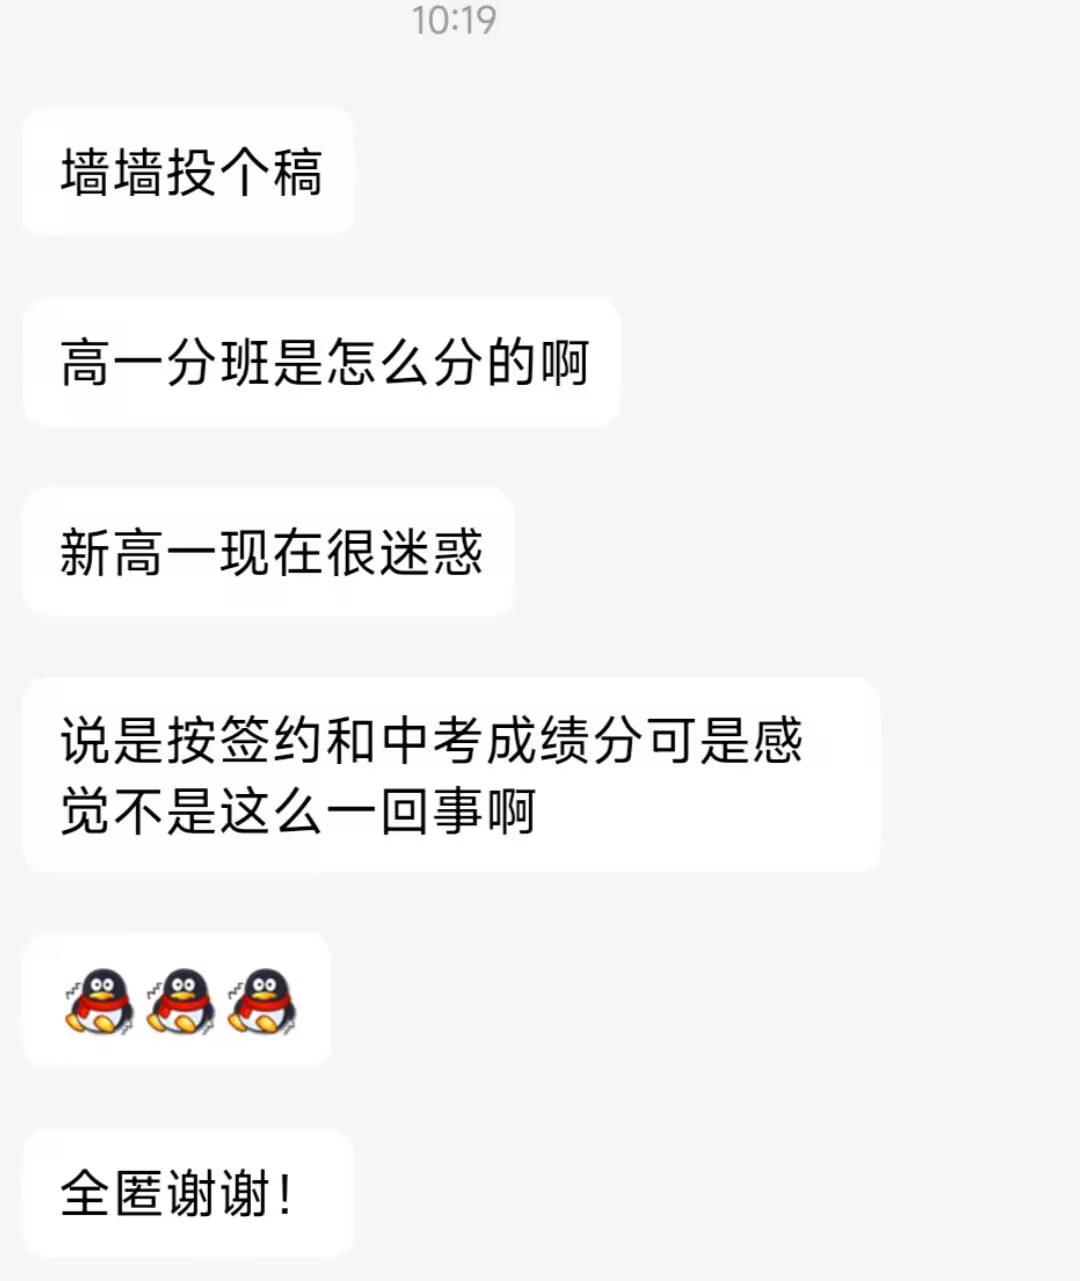 10:19
墙墙投个稿
高一分班是怎么分的啊
新高一现在很迷惑
说是按签约和中考成绩分可是感
觉不是这么一回事啊
全匿谢谢！